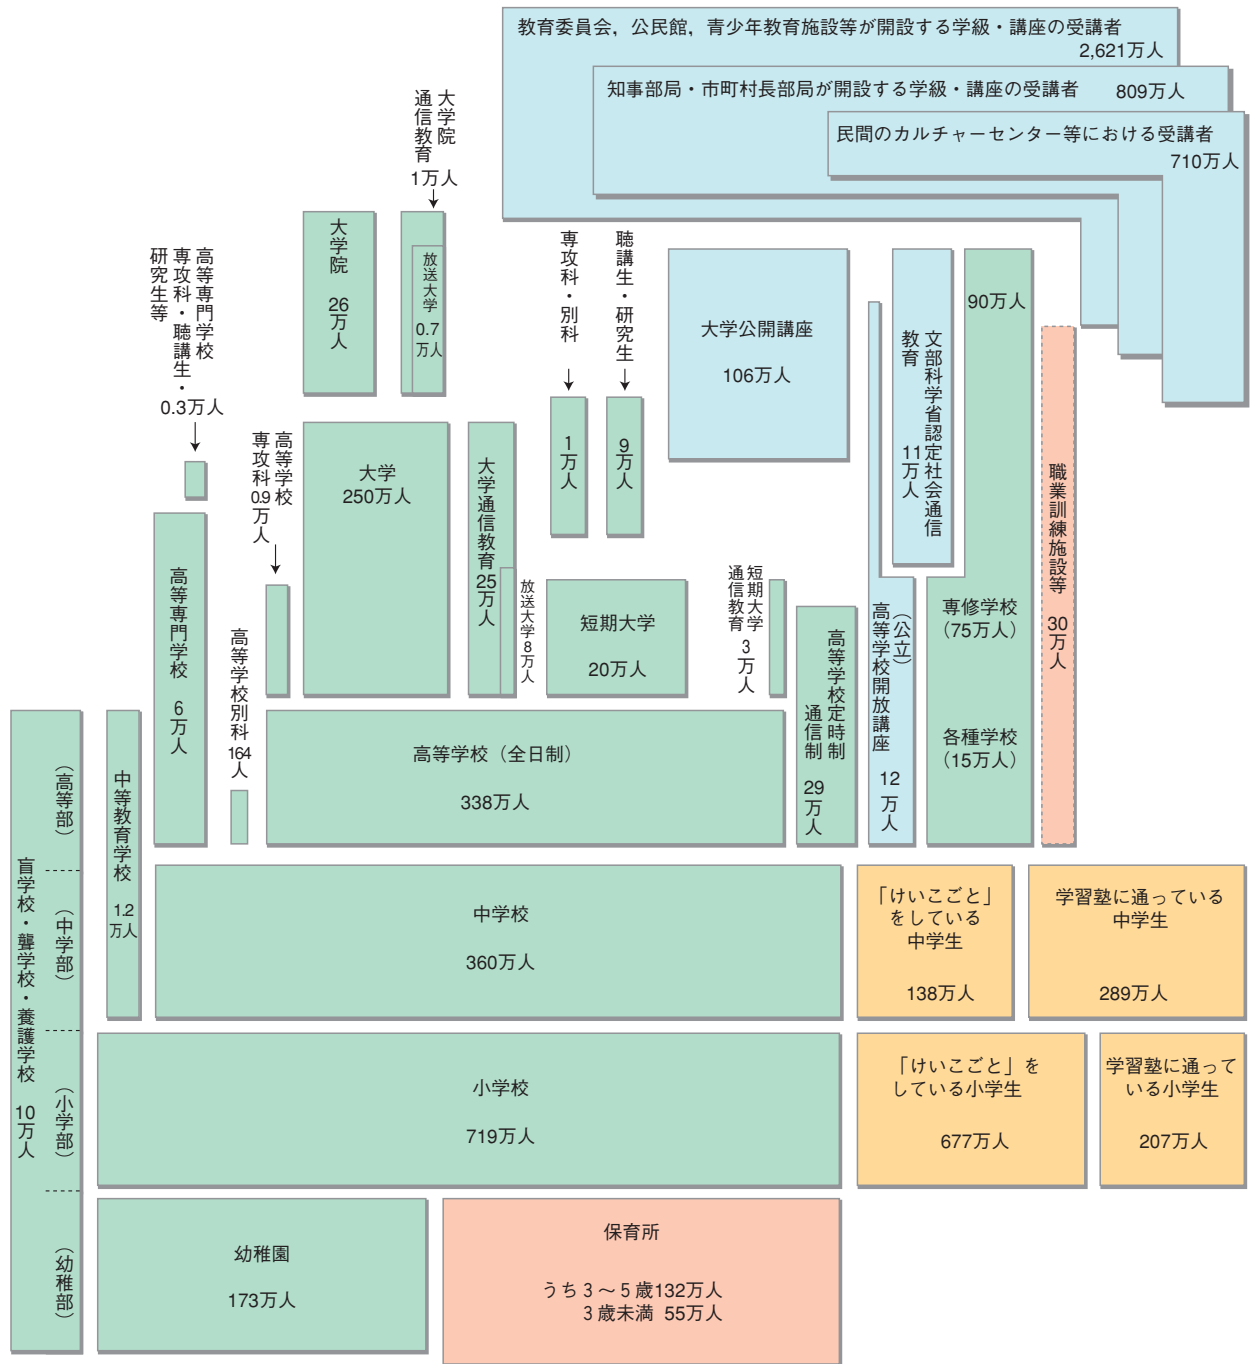 教育委員会，公民館，青少年教育施設等が開設する学級・講座の受講者
2,621万人
知事部局・市町村長部局が開設する学級・講座の受講者　809万人
民間のカルチャーセンター等における受講者
710万人
大学院
通信教育
1万人
大学院
26万人
放送大学
0.7
万人
高等専門学校
専攻科・聴講生・
研究生等
0.3万人
専攻科・別科
1万人
聴講生・研究生
9万人
大学公開講座
106万人
文部科学省認定社会通信
教育
11万人
90万人
専修学校
（75万人）
各種学校
（15万人）
職業訓練施設等　30万人
高等学校
専攻科0.9万人
大学
250万人
大学通信教育
25万人
放送大学8万人
短期大学
20万人
短期大学
通信教育
3万人
高等学校定時制
通信制
29万人
（公立）
高等学校開放講座
12万人
高等専門学校
6万人
高等学校別科
164人
高等学校（全日制）
338万人
中等教育学校
1.2
万人
盲学校・聾学校・養護学校　10万人
（高等部）
（中学部）
（小学部）
（幼稚部）
中学校
360万人
「けいこごと」
をしている
中学生
138万人
学習塾に通っている
中学生
289万人
小学校
719万人
「けいこごと」を
している小学生
677万人
学習塾に通って
いる小学生
207万人
幼稚園
173万人
保育所
うち３～５歳132万人
３歳未満 55万人